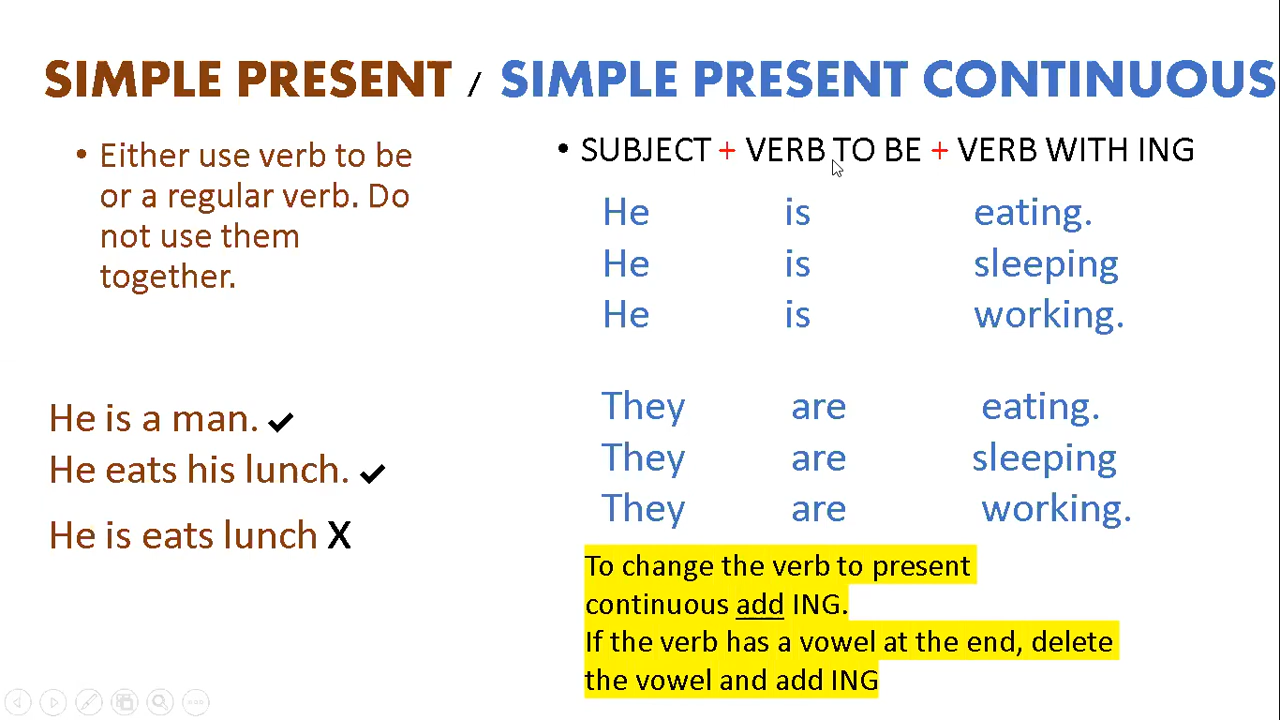 SIMPLE PRESENT / SIMPLE PRESENT CONTINUOUS
• Either use verb to be
or a regular verb. Do
not use them
together.
He is a man. ✓
He eats his lunch. ✓
He is eats lunch X
• SUBJECT + VERB TO BE + VERB WITH ING
He is eating.
He is sleeping
He is working.
They are eating.
They are sleeping
They are working.
To change the verb to present
continuous add ING.
If the verb has a vowel at the end, delete
the vowel and add ING